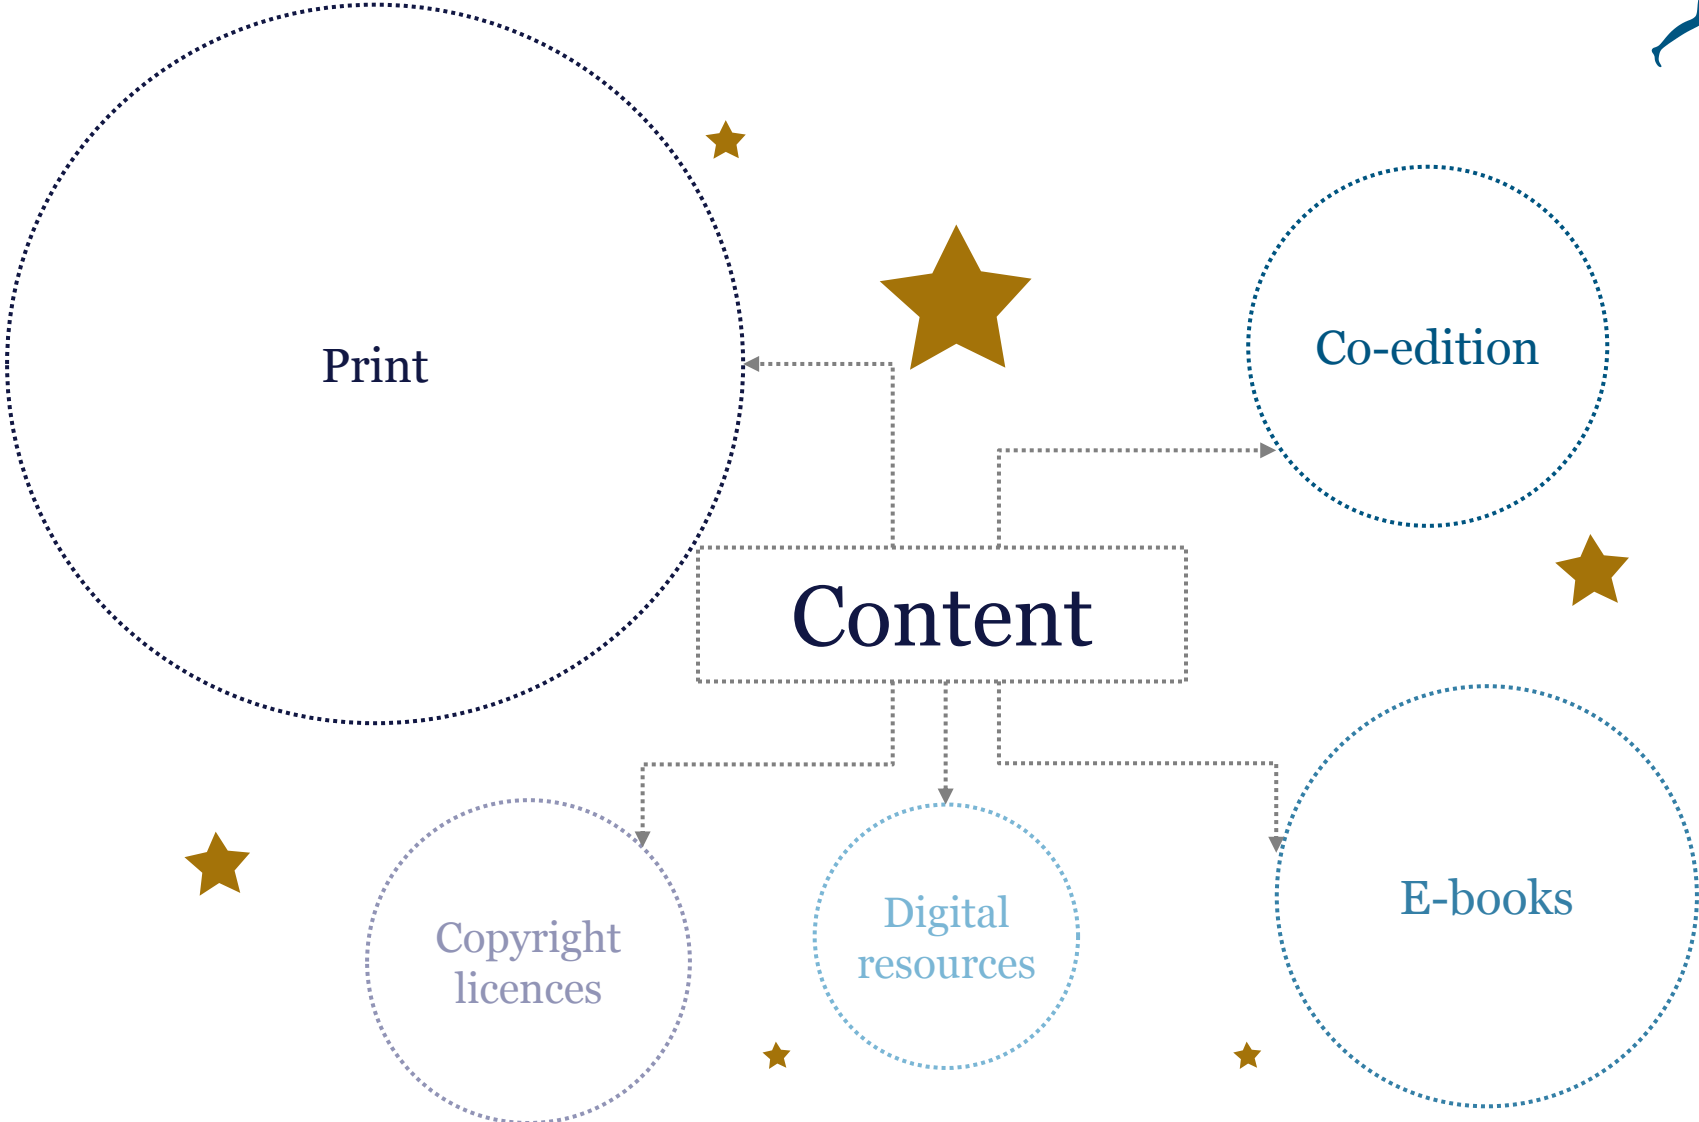 Print
Co-edition
Content
Copyright
licences
Digital
resources
E-books